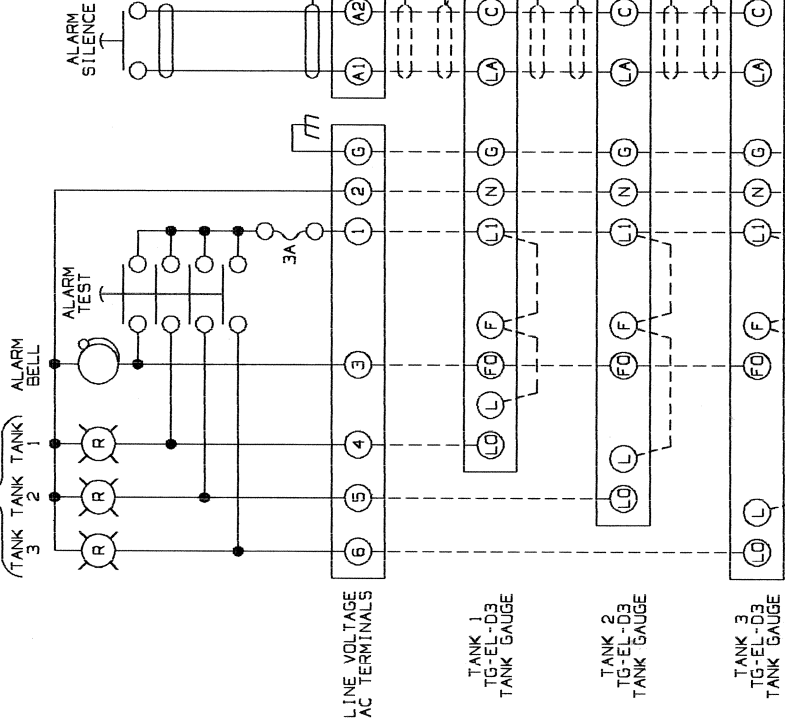 ALARM
SILENCE
A2
A1
C
LA
C
LA
C
LA
G
2
1
3A
G
N
L1
G
N
L1
G
N
L1
ALARM
TEST
ALARM
BELL
3
F
FO
L
LO
F
FO
L
LO
F
FO
L
LO
TANK
1
TANK
2
TANK
3
R
R
R
4
5
6
LINE VOLTAGE
AC TERMINALS
TANK 1
TG-EL-D3
TANK GAUGE
TANK 2
TG-EL-D3
TANK GAUGE
TANK 3
TG-EL-D3
TANK GAUGE